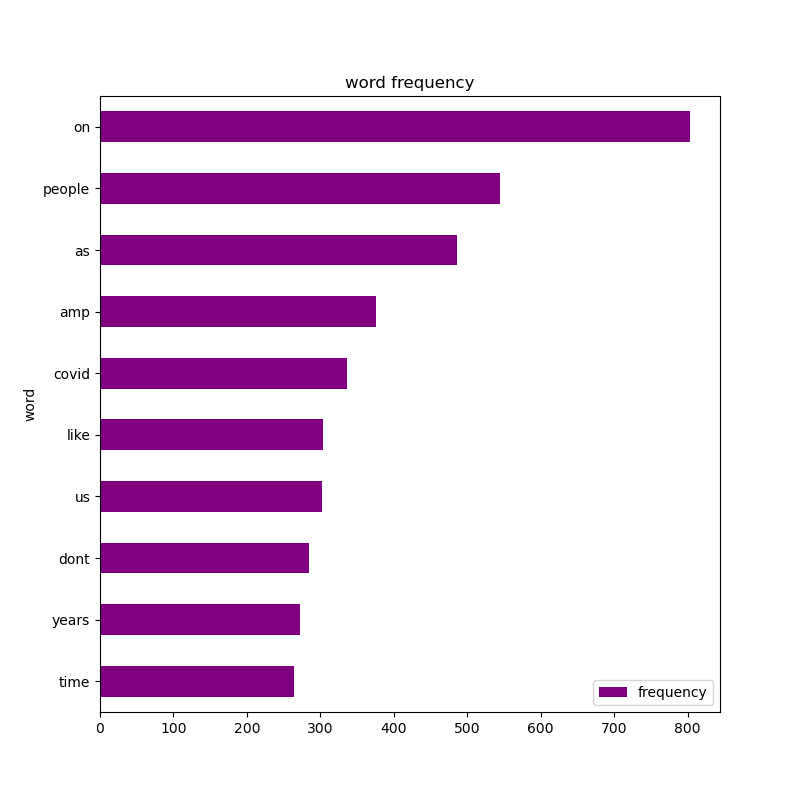 word frequency
on
people
as
amp
covid
like
us
dont
years
time
word
frequency
0 100 200 300 400 500 600 700 800